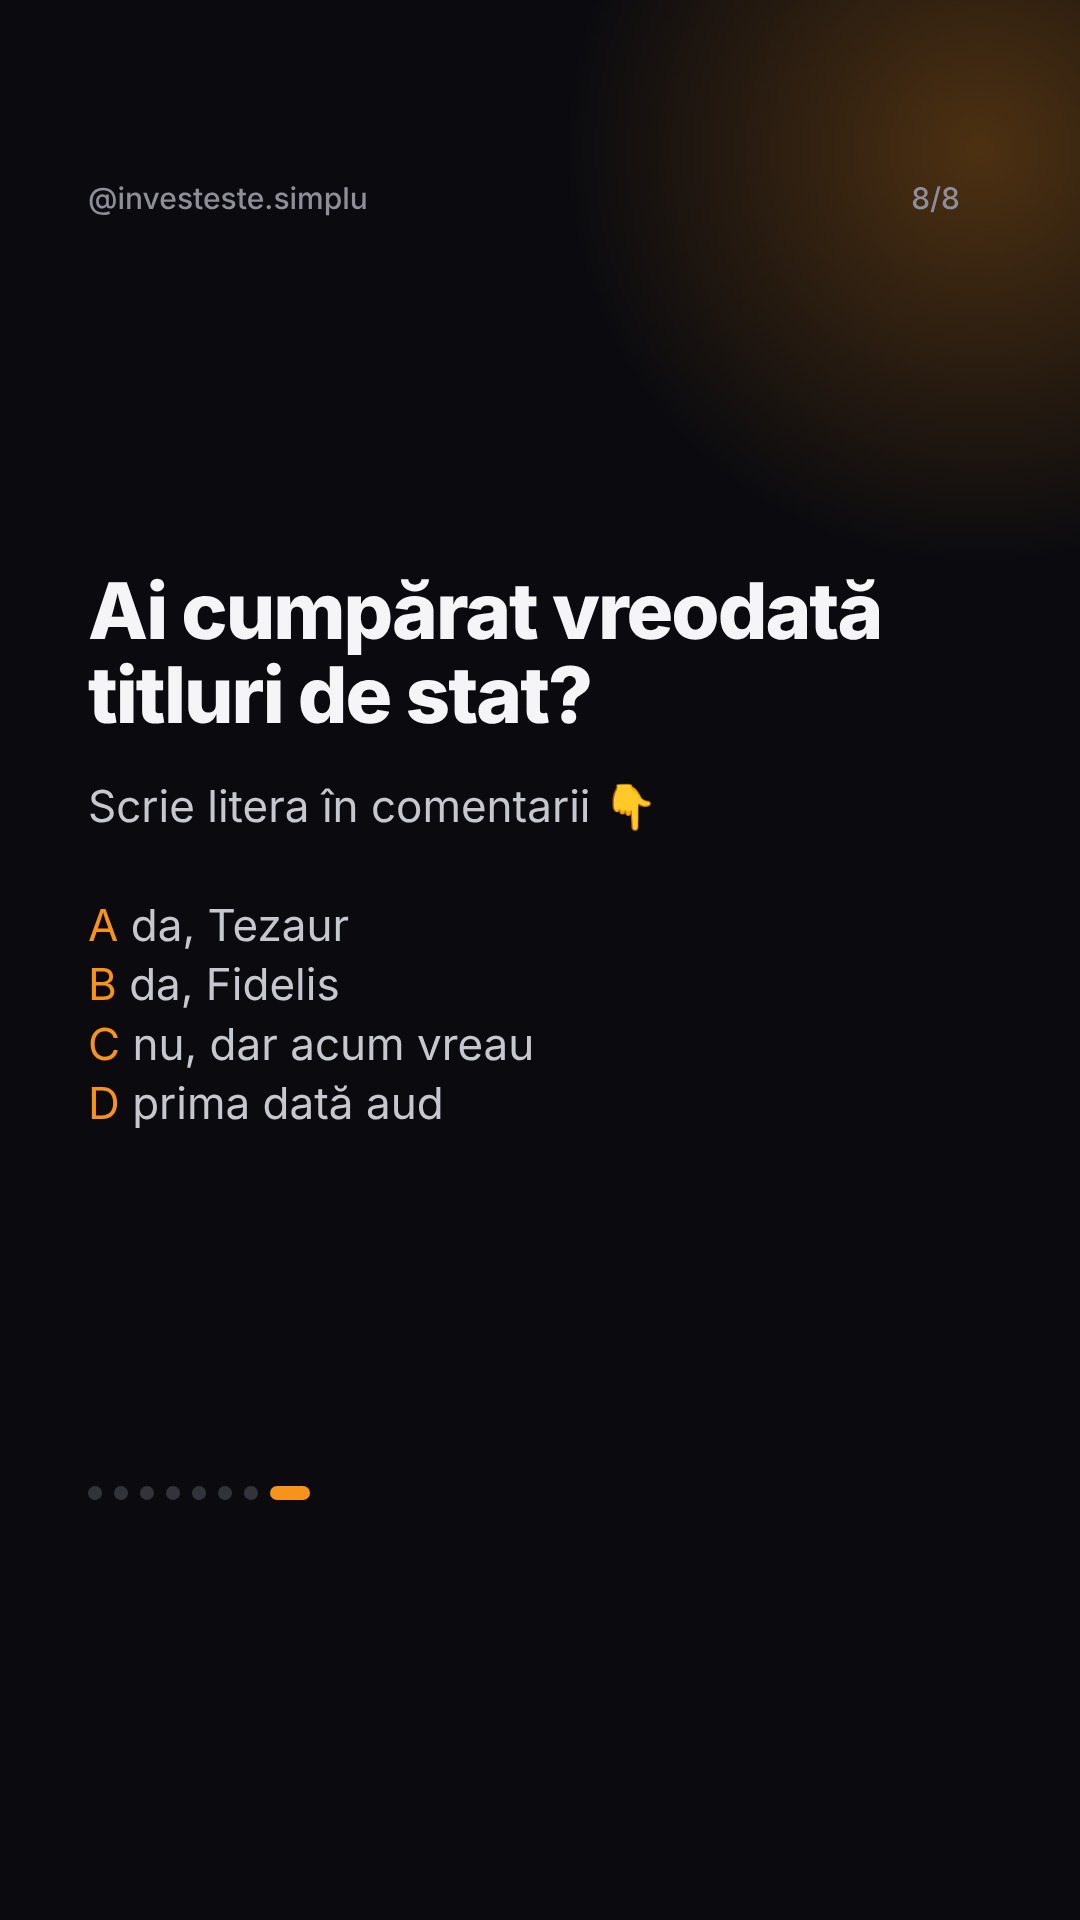 @investeste.simplu
8/8
Ai cumpărat vreodată
titluri de stat?
Scrie litera în comentarii 👇
A da, Tezaur
B da, Fidelis
C nu, dar acum vreau
D prima dată aud